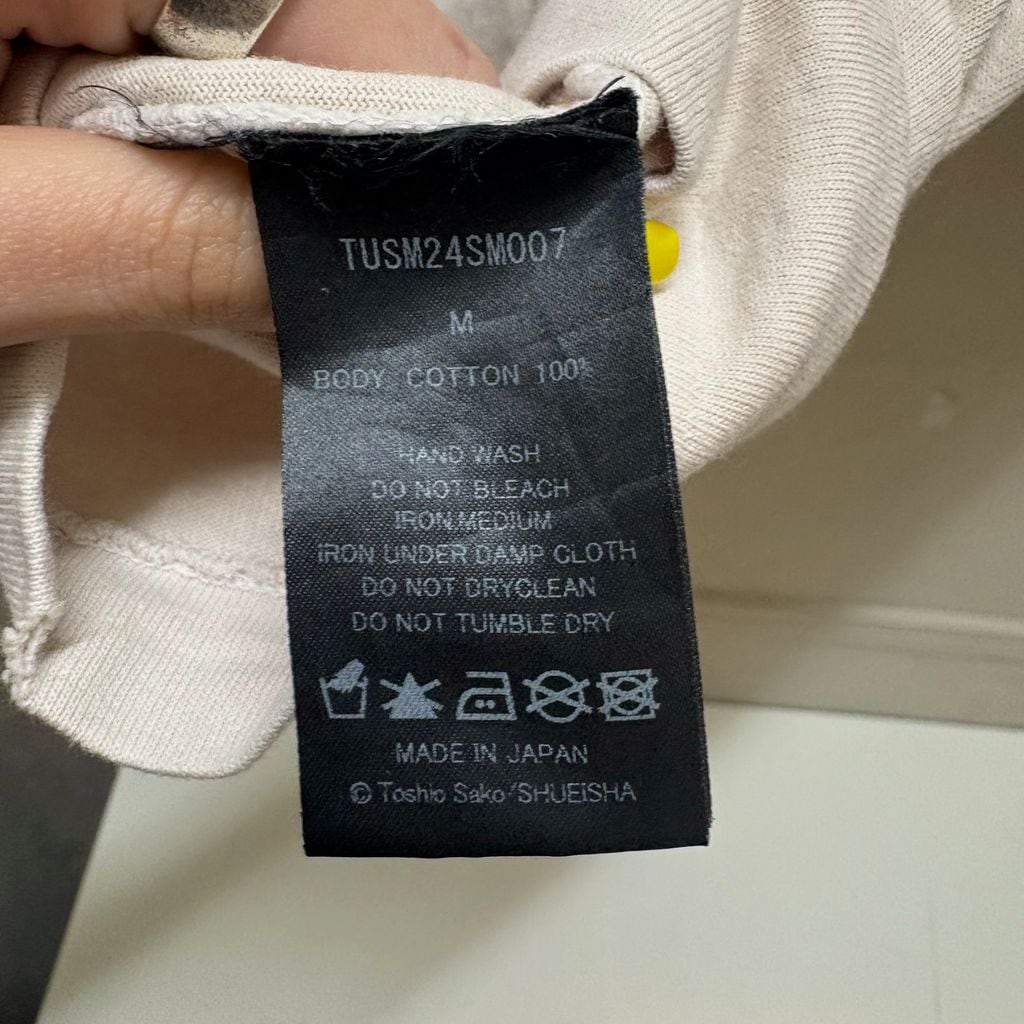 TUSM24SM007
M
BODY COTTON 100%
HAND WASH
DO NOT BLEACH
IRON MEDIUM
IRON UNDER DAMP CLOTH
DO NOT DRYCLEAN
DO NOT TUMBLE DRY
MADE IN JAPAN
© Toshio Sako/SHUEISHA